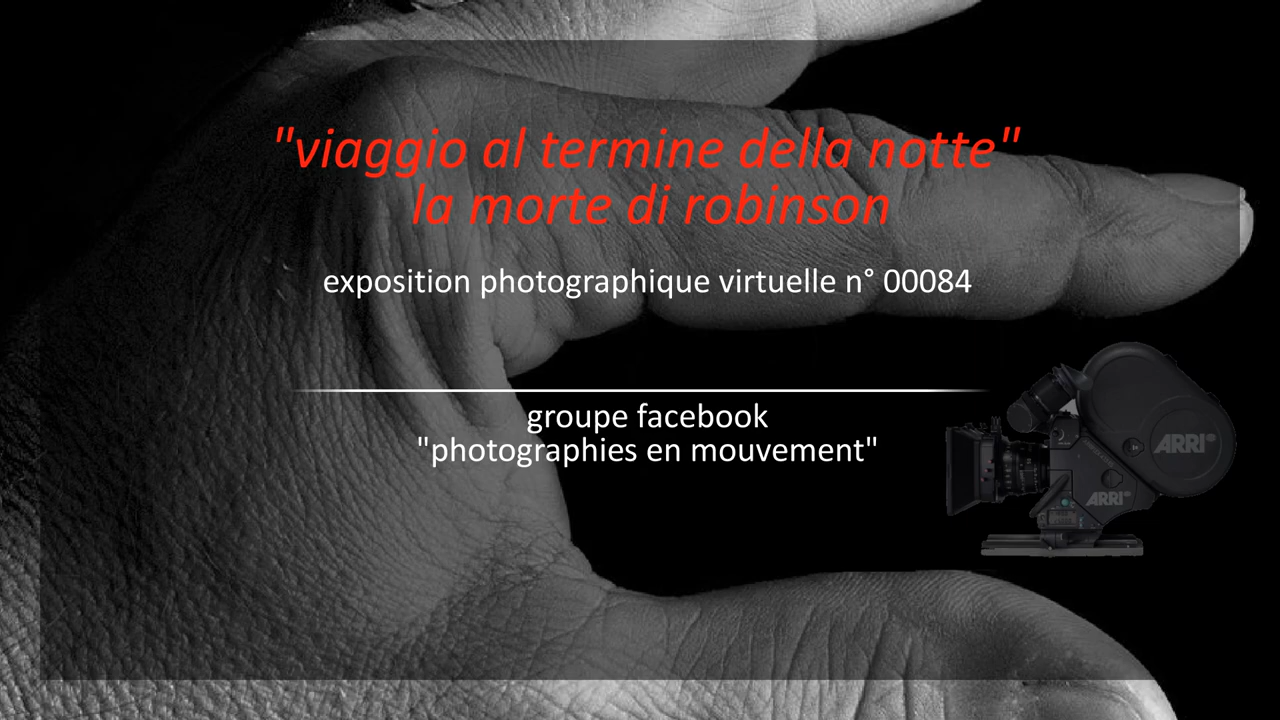 "viaggio al termine della notte"
la morte di robinson
exposition photographique virtuelle n° 00084
groupe facebook
"photographies en mouvement"
ARRI
ARRI